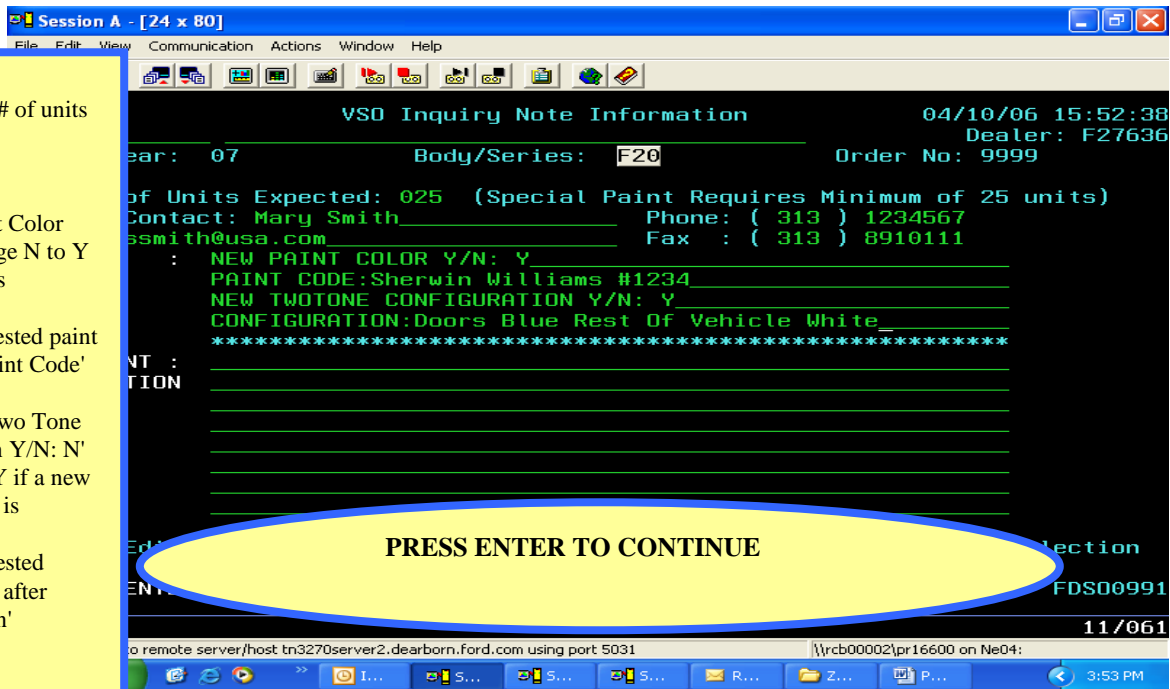 Session A - [24 x 80]
File Edit View Communication Actions Window Help
# of units
t Color
ge N to Y
s
ested paint
int Code'
wo Tone
n Y/N: N'
Y if a new
is
ested
after
n'
VSO Inquiry Note Information 04/10/06 15:52:38
Dealer: F27636
ear: 07 Body/Series: F20 Order No: 9999
of Units Expected: 025 (Special Paint Requires Minimum of 25 units)
Contact: Mary Smith Phone: ( 313 ) 1234567
ssmith@usa.com Fax : ( 313 ) 8910111
: NEW PAINT COLOR Y/N: Y
PAINT CODE:Sherwin Williams #1234
NEW TWOTONE CONFIGURATION Y/N: Y
CONFIGURATION:Doors Blue Rest Of Vehicle White
*******************************************************
NT :
TION
PRESS ENTER TO CONTINUE
Edi lection
ENT FDSO0991
11/061
to remote server/host tn3270server2.dearborn.ford.com using port 5031 \\rcb00002\pr16600 on Ne04:
» I... S... S... S... R... Z... P... 3:53 PM